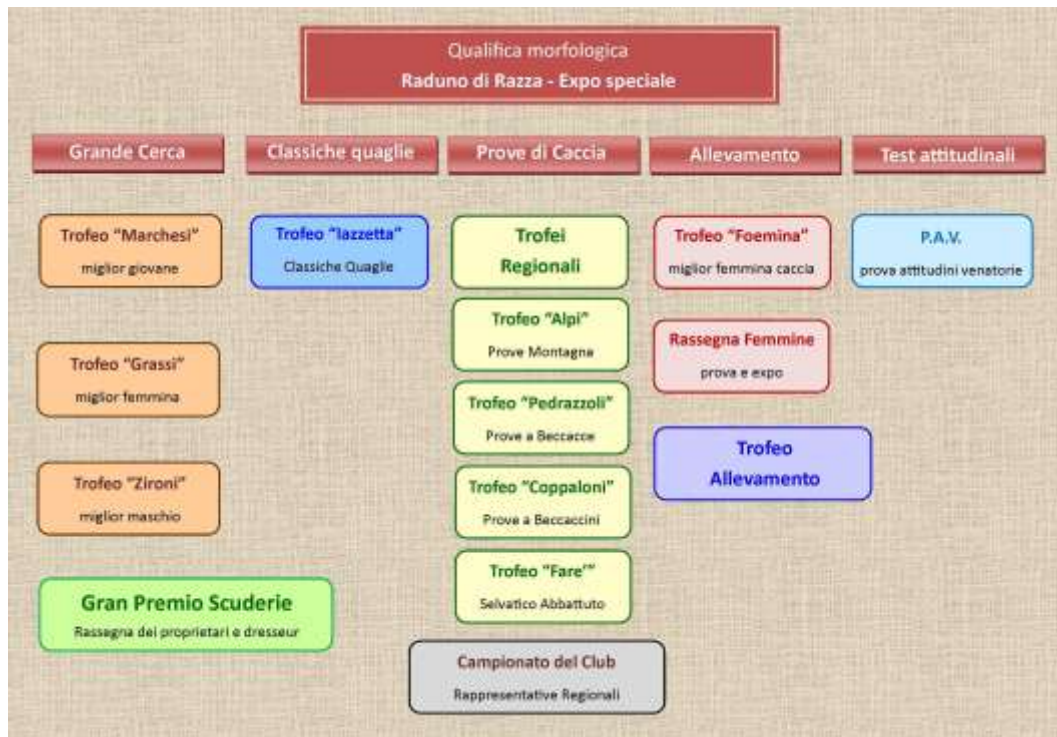 Qualifica morfologica
Raduno di Razza - Expo speciale
Grande Cerca
Classiche quaglie
Prove di Caccia
Allevamento
Test attitudinali
Trofeo “Marchesi”
miglior giovane
Trofeo “Iazzetta”
Classiche Quaglie
Trofei
Regionali
Trofeo “Foemina”
miglior femmina caccia
P.A.V.
prova attitudini venatorie
Trofeo “Alpi”
Prove Montagna
Rassegna Femmine
prova e expo
Trofeo “Grassi”
miglior femmina
Trofeo “Pedrazzoli”
Prove a Beccacce
Trofeo
Allevamento
Trofeo “Zironi”
miglior maschio
Trofeo “Coppaloni”
Prove a Beccaccini
Trofeo “Fare’”
Selvatico Abbattuto
Gran Premio Scuderie
Rassegna dei proprietari e dresseur
Campionato del Club
Rappresentative Regionali